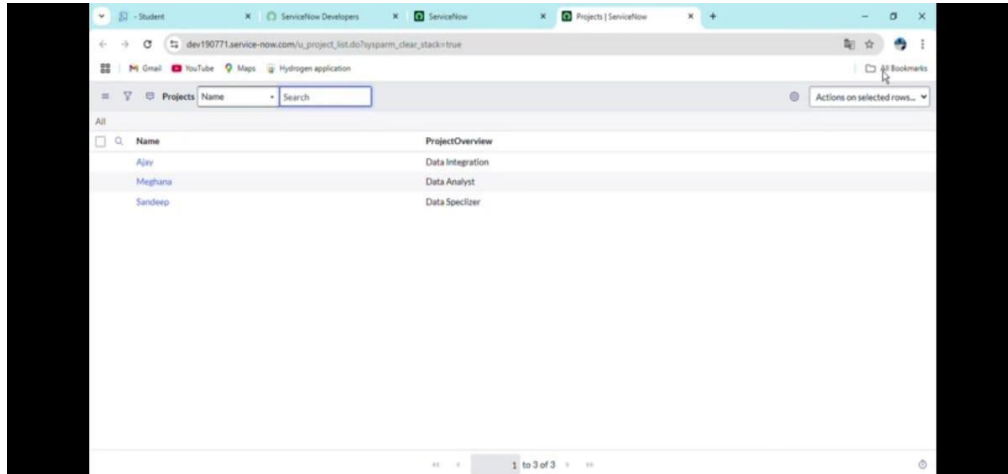 - Student
ServiceNow Developers
ServiceNow
Projects | ServiceNow
dev190771.service-now.com/u_project_list.do?sysparm_clear_stack=true
Gmail
YouTube
Maps
Hydrogen application
All Bookmarks
Projects
Name
Search
Actions on selected rows...
All
Name ProjectOverview
Ajay Data Integration
Meghana Data Analyst
Sandeep Data Speclizer
1 to 3 of 3